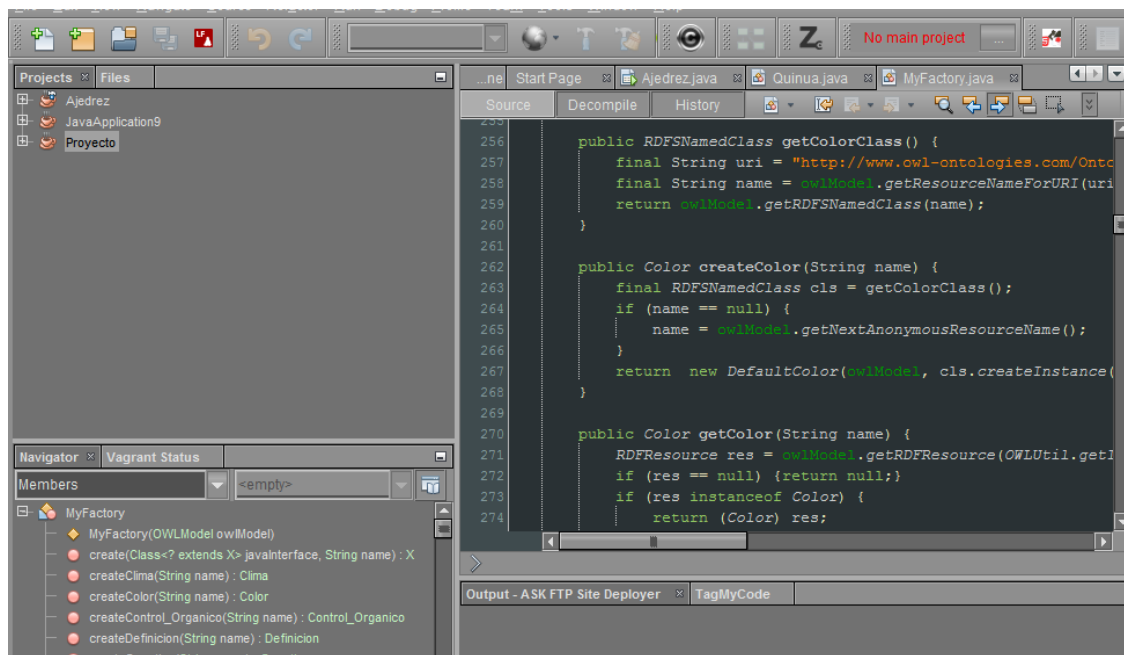 LF
No main project
...
Projects
Files
Ajedrez
JavaApplication9
Proyecto
...ne
Start Page
Ajedrez.java
Quinua.java
MyFactory.java
Source
Decompile
History
255
256 public RDFSNamedClass getColorClass() {
257 final String uri = "http://www.owl-ontologies.com/Onto
258 final String name = owlModel.getResourceNameForURI(uri
259 return owlModel.getRDFSNamedClass(name);
260 }
261
262 public Color createColor(String name) {
263 final RDFSNamedClass cls = getColorClass();
264 if (name == null) {
265 name = owlModel.getNextAnonymousResourceName();
266 }
267 return new DefaultColor(owlModel, cls.createInstance(
268 }
269
270 public Color getColor(String name) {
271 RDFResource res = owlModel.getRDFResource(OWLUtil.getI
272 if (res == null) {return null;}
273 if (res instanceof Color) {
274 return (Color) res;
Navigator
Vagrant Status
Members
<empty>
MyFactory
MyFactory(OWLModel owlModel)
create(Class<? extends X> javaInterface, String name) : X
createClima(String name) : Clima
createColor(String name) : Color
createControl_Organico(String name) : Control_Organico
createDefinicion(String name) : Definicion
Output - ASK FTP Site Deployer
TagMyCode